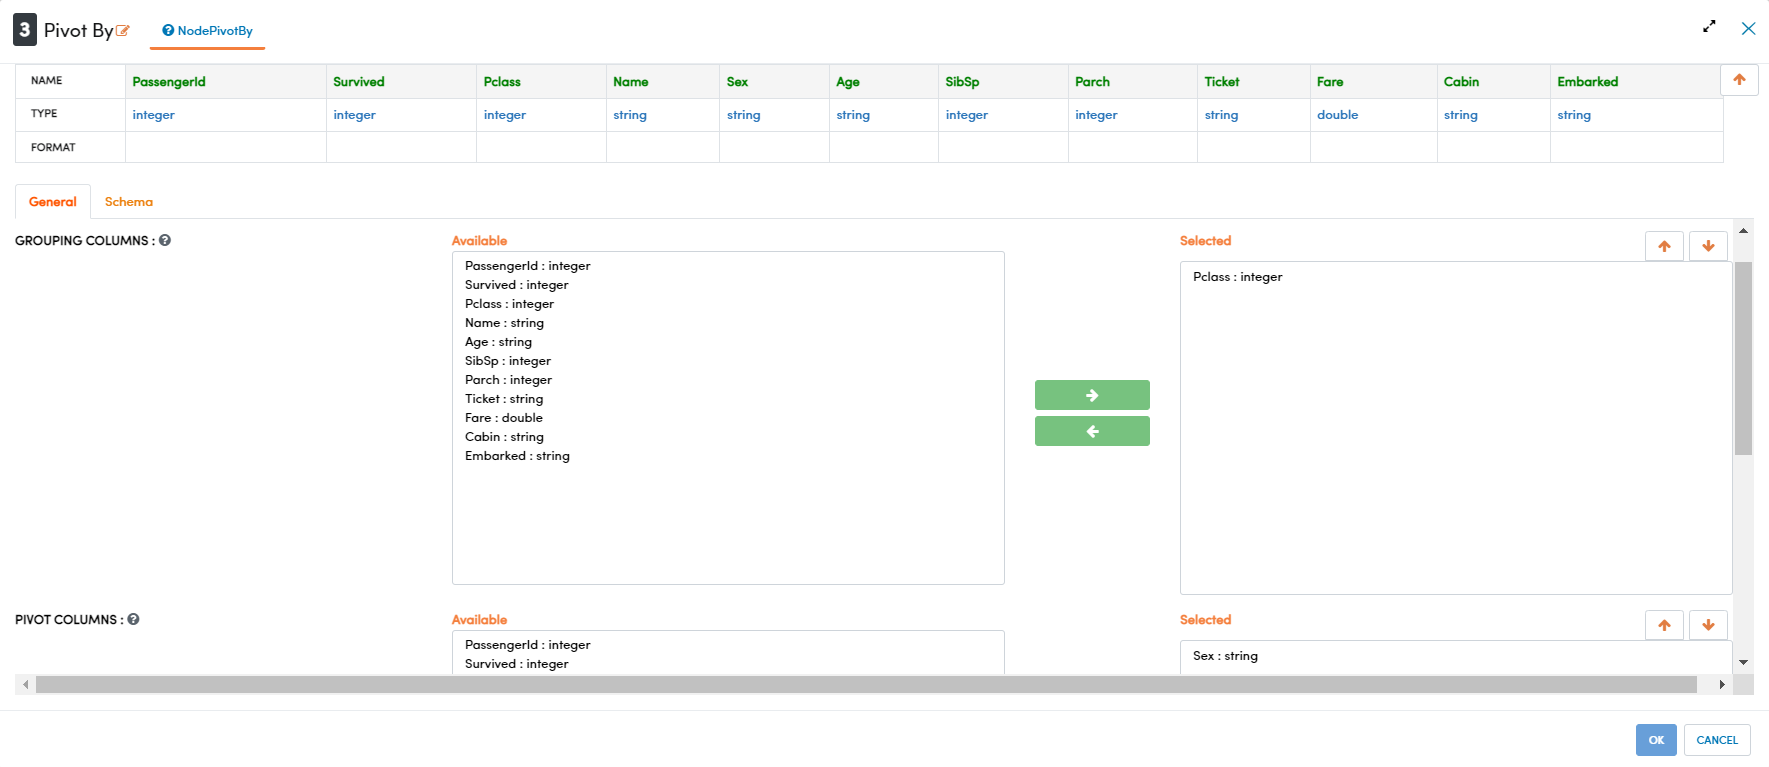 3 Pivot By NodePivotBy
NAME PassengerId Survived Pclass Name Sex Age SibSp Parch Ticket Fare Cabin Embarked
TYPE integer integer integer string string string integer integer string double string string
FORMAT
General Schema
GROUPING COLUMNS : Available Selected
PassengerId : integer
Survived : integer
Pclass : integer
Name : string
Age : string
SibSp : integer
Parch : integer
Ticket : string
Fare : double
Cabin : string
Embarked : string
Pclass : integer
PIVOT COLUMNS : Available Selected
PassengerId : integer
Survived : integer
Sex : string
OK CANCEL